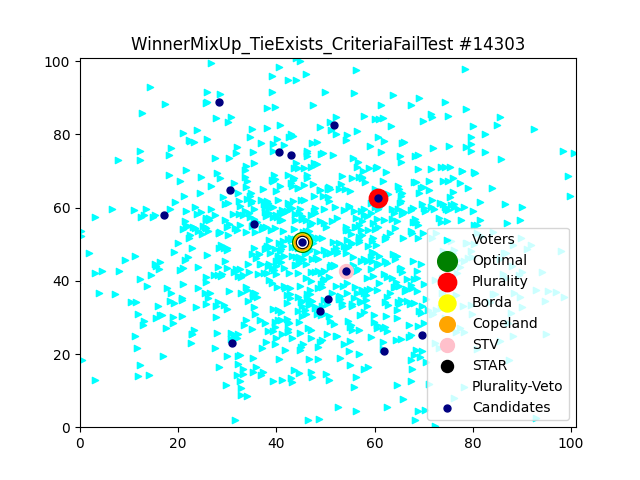 WinnerMixUp_TieExists_CriteriaFailTest #14303
100
80
60
40
20
0
0
20
40
60
80
100
Voters
Optimal
Plurality
Borda
Copeland
STV
STAR
Plurality-Veto
Candidates